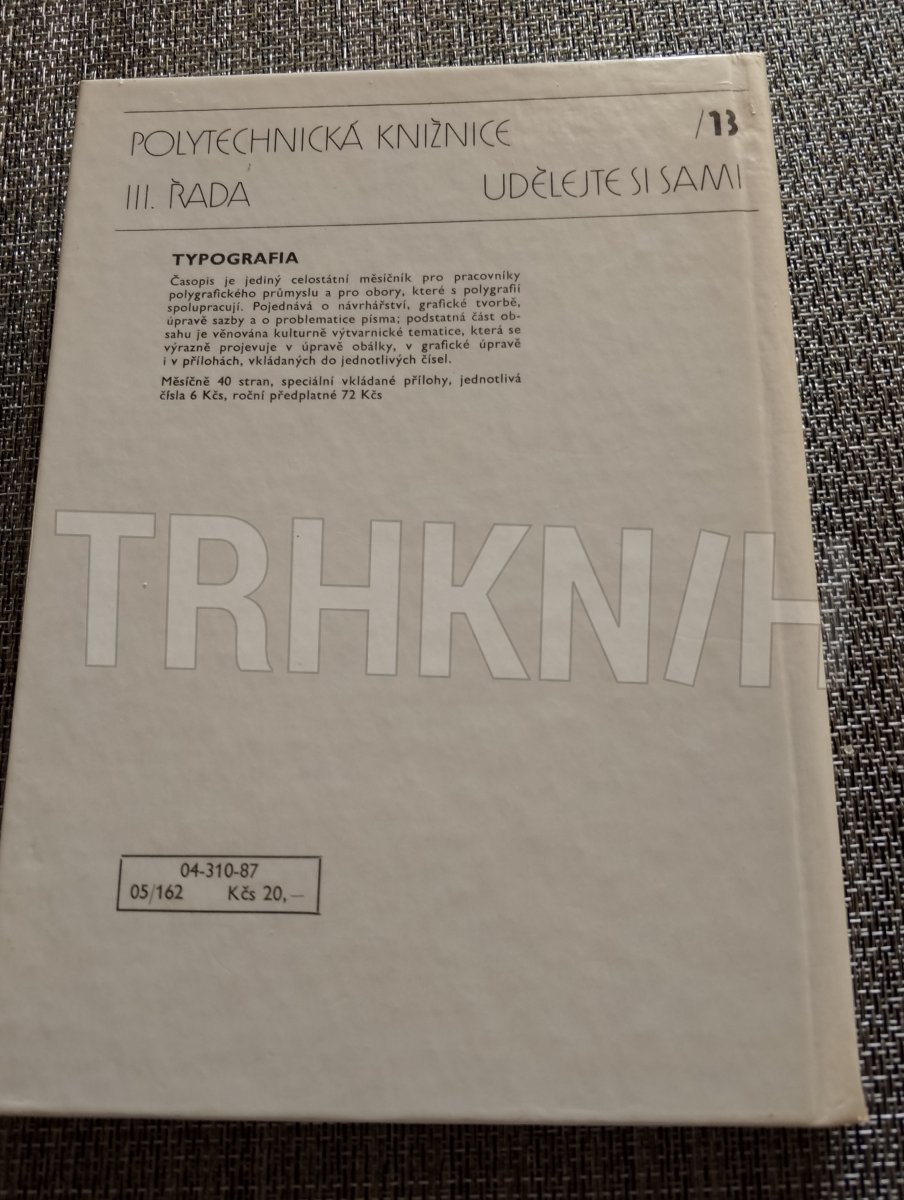 POLYTECHNICKÁ KNIŽNICE /13
III. ŘADA UDĚLEJTE SI SAMI
TYPOGRAFIA
Časopis je jediný celostátní měsíčník pro pracovníky
polygrafického průmyslu a pro obory, které s polygrafií
spolupracují. Pojednává o návrhářství, grafické tvorbě,
úpravě sazby a o problematice písma; podstatná část ob-
sahu je věnována kulturně výtvarnické tematice, která se
výrazně projevuje v úpravě obálky, v grafické úpravě
i v přílohách, vkládaných do jednotlivých čísel.
Měsíčně 40 stran, speciální vkládané přílohy, jednotlivá
čísla 6 Kčs, roční předplatné 72 Kčs
TRHKN/H
04-310-87
05/162 Kčs 20,—